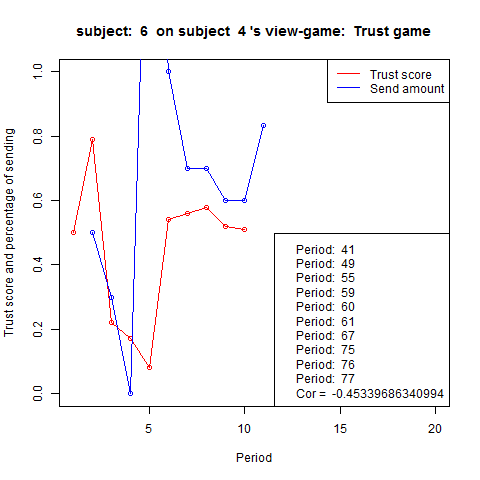 subject:  6  on subject  4 's view-game:  Trust game
Trust score
Send amount
Trust score and percentage of sending
1.0
0.8
0.6
0.4
0.2
0.0
Period:  41
Period:  49
Period:  55
Period:  59
Period:  60
Period:  61
Period:  67
Period:  75
Period:  76
Period:  77
Cor =  -0.45339686340994
5
10
15
20
Period